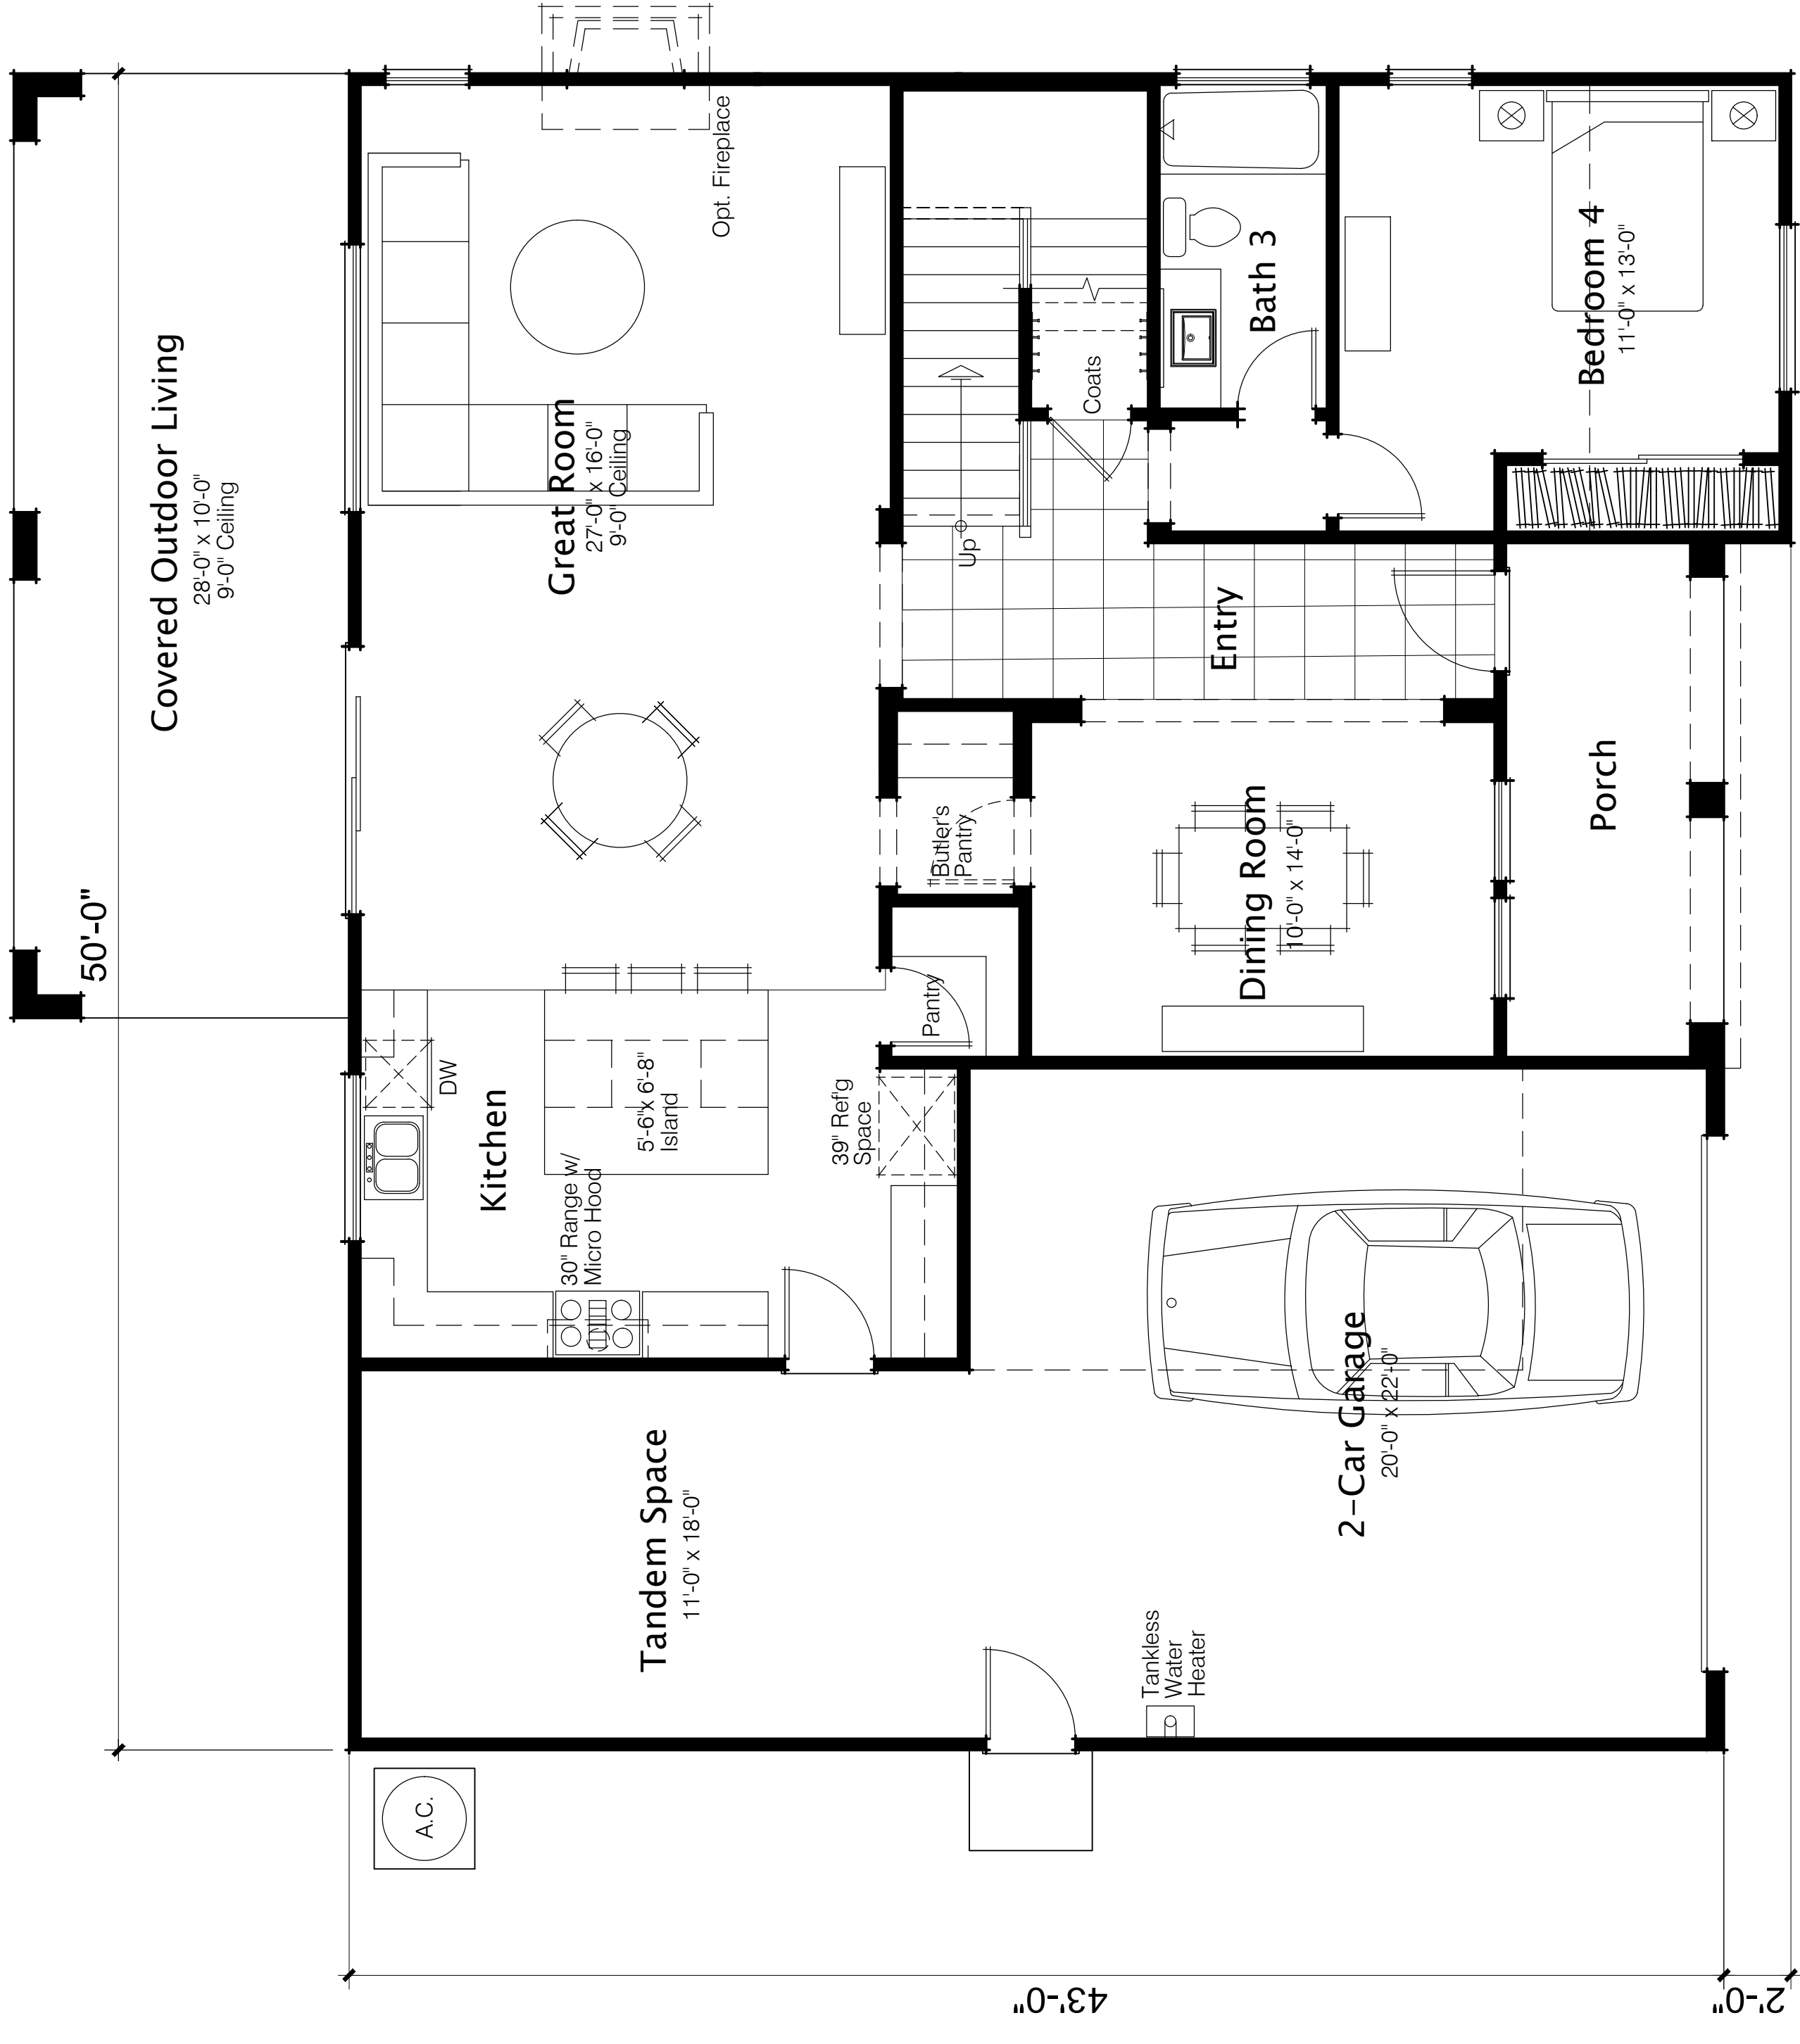 50'-0"
Covered Outdoor Living
28'-0" x 10'-0"
9'-0" Ceiling
Opt. Fireplace
Great Room
27'-0" x 16'-0"
9'-0" Ceiling
DW
Kitchen
5'-6"x 6'-8"
Island
30" Range w/
Micro Hood
39" Ref'g
Space
Pantry
Butler's
Pantry
Up
Coats
Bath 3
Bedroom 4
11'-0" x 13'-0"
Entry
Dining Room
10'-0" x 14'-0"
Porch
Tandem Space
11'-0" x 18'-0"
2-Car Garage
20'-0" x 22'-0"
Tankless
Water
Heater
A.C.
43'-0"
2'-0"